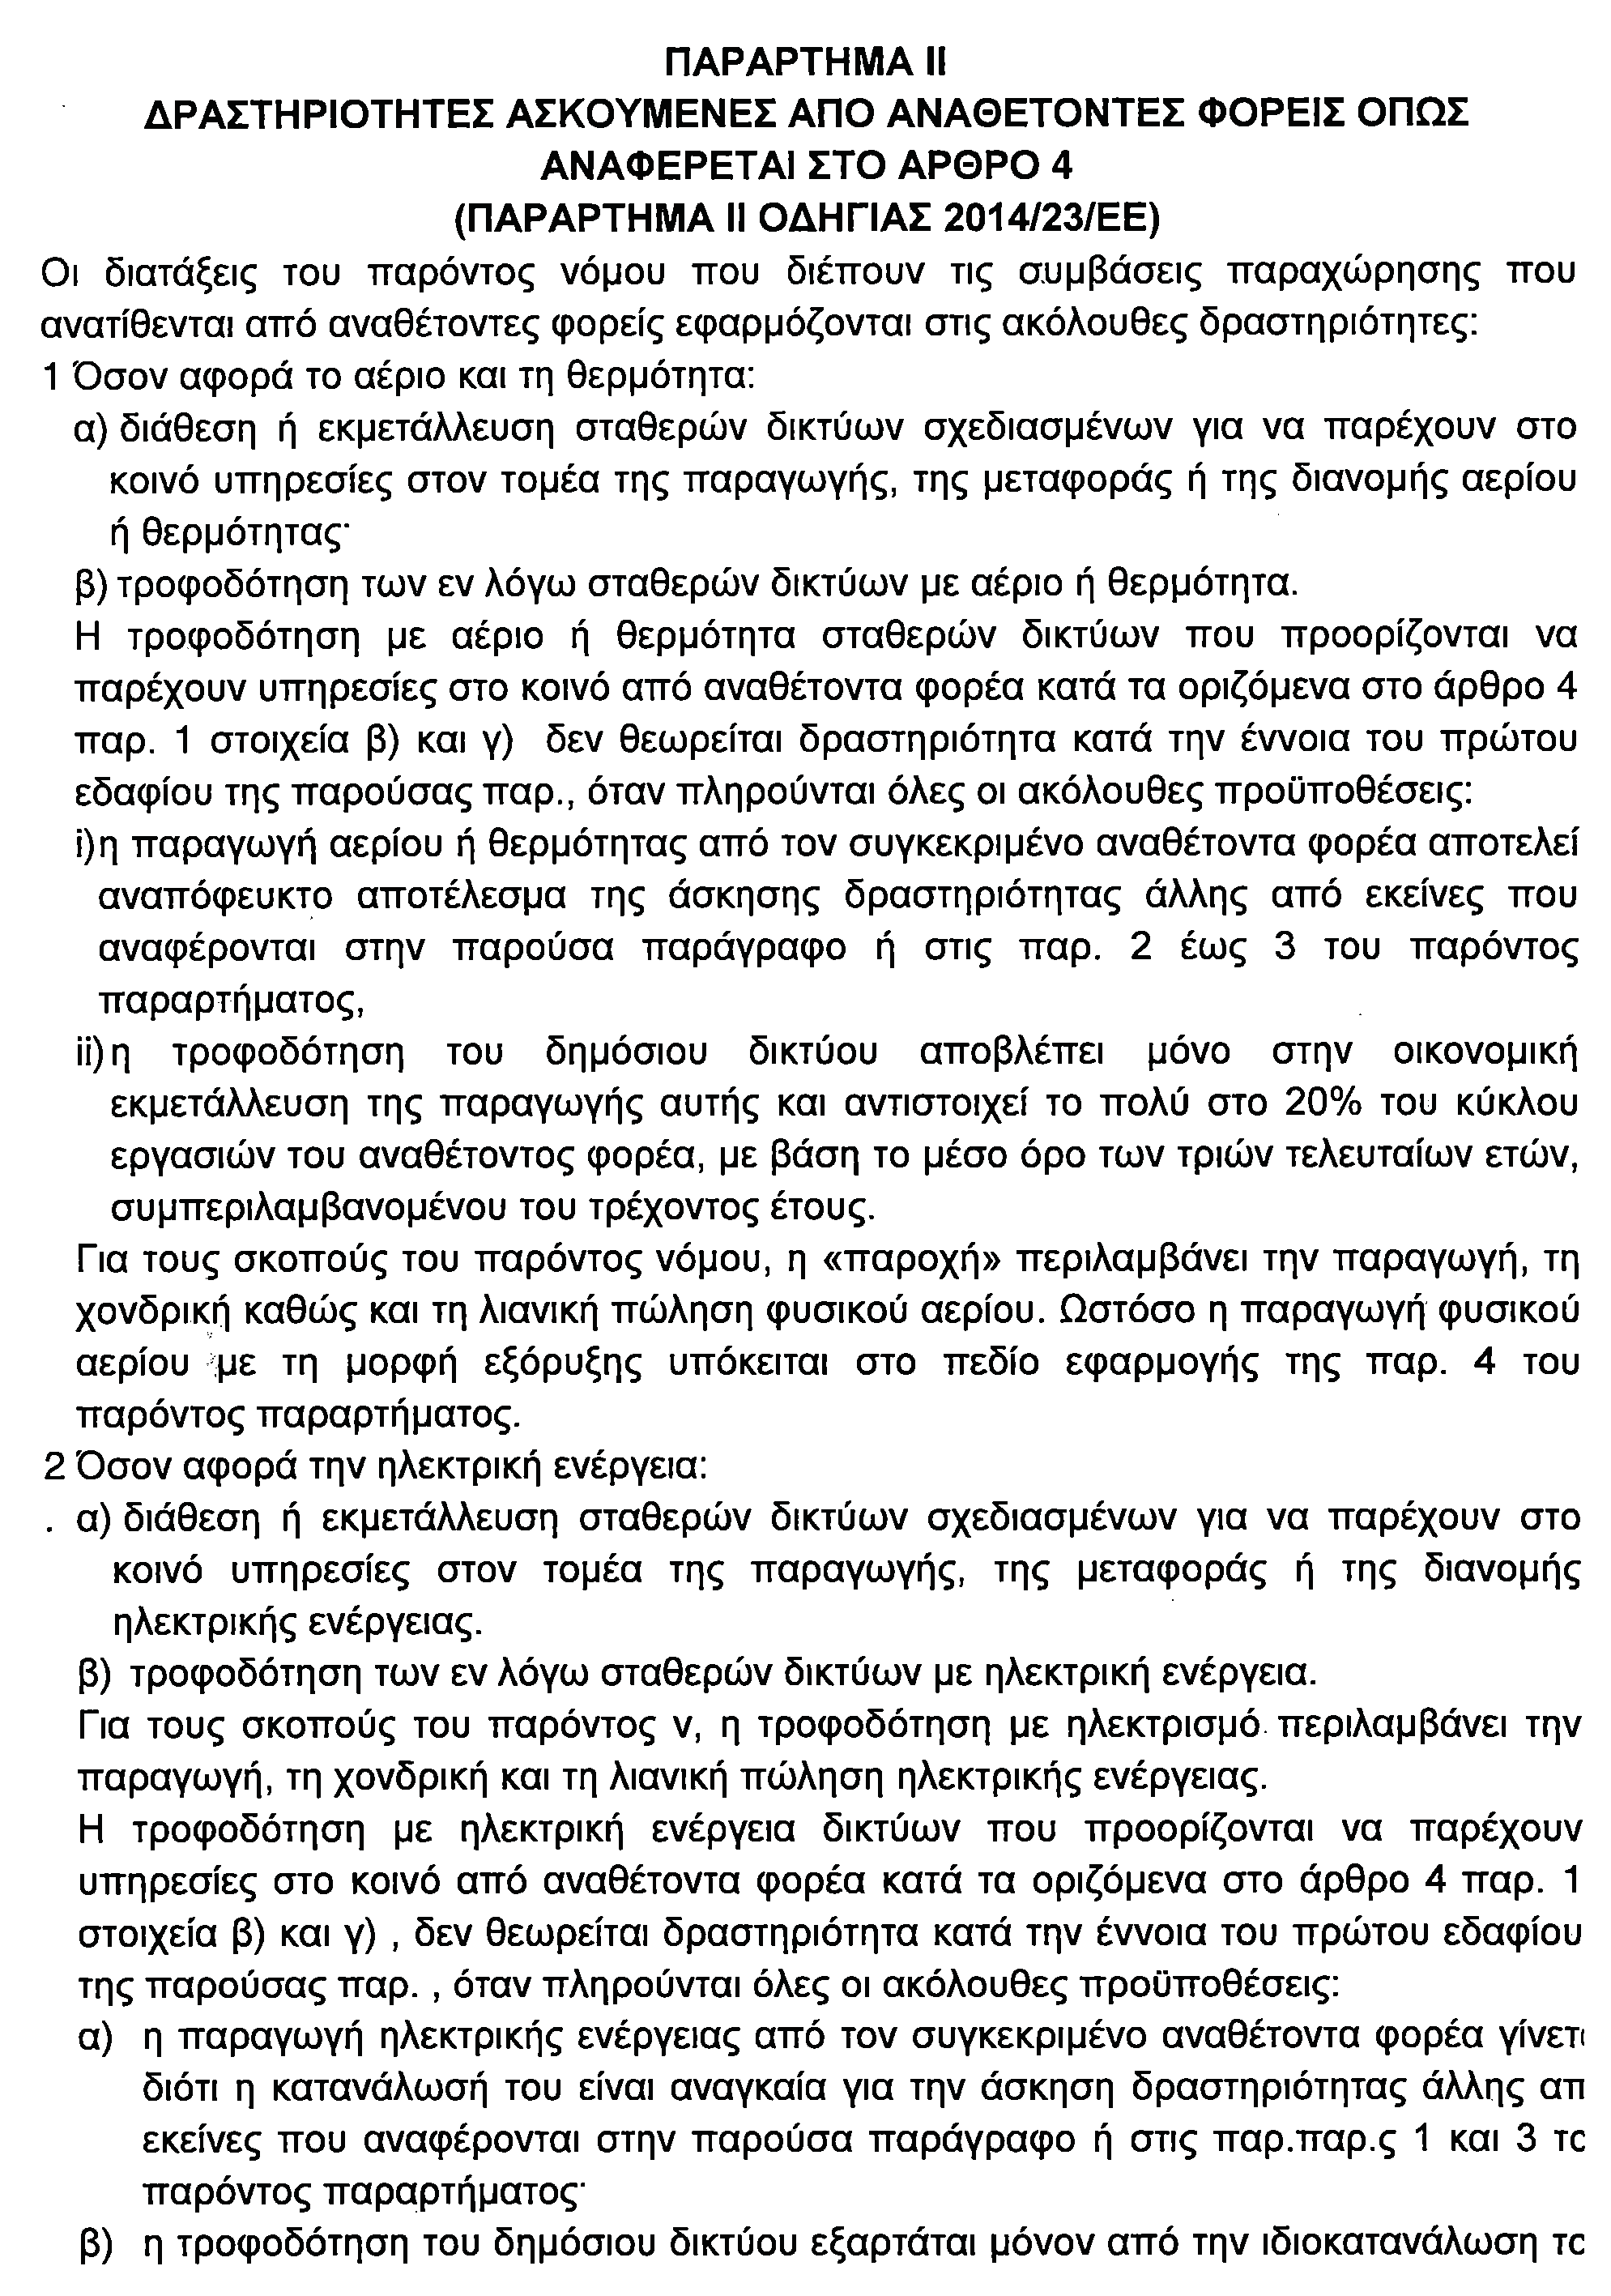 ΠΑΡΑΡΤΗΜΑ ΙΙ
ΔΡΑΣΤΗΡΙΟΤΗΤΕΣ ΑΣΚΟΥΜΕΝΕΣ ΑΠΟ ΑΝΑΘΕΤΟΝΤΕΣ ΦΟΡΕΙΣ ΟΠΩΣ
ΑΝΑΦΕΡΕΤΑΙ ΣΤΟ ΑΡΘΡΟ 4
(ΠΑΡΑΡΤΗΜΑ ΙΙ ΟΔΗΓΙΑΣ 2014/23/ΕΕ)
Οι διατάξεις του παρόντος νόμου που διέπουν τις συμβάσεις παραχώρησης που
ανατίθενται από αναθέτοντες φορείς εφαρμόζονται στις ακόλουθες δραστηριότητες:
1 Όσον αφορά το αέριο και τη θερμότητα:
α) διάθεση ή εκμετάλλευση σταθερών δικτύων σχεδιασμένων για να παρέχουν στο
κοινό υπηρεσίες στον τομέα της παραγωγής, της μεταφοράς ή της διανομής αερίου
ή θερμότητας·
β) τροφοδότηση των εν λόγω σταθερών δικτύων με αέριο ή θερμότητα.
Η τροφοδότηση με αέριο ή θερμότητα σταθερών δικτύων που προορίζονται να
παρέχουν υπηρεσίες στο κοινό από αναθέτοντα φορέα κατά τα οριζόμενα στο άρθρο 4
παρ. 1 στοιχεία β) και γ) δεν θεωρείται δραστηριότητα κατά την έννοια του πρώτου
εδαφίου της παρούσας παρ., όταν πληρούνται όλες οι ακόλουθες προϋποθέσεις:
i) η παραγωγή αερίου ή θερμότητας από τον συγκεκριμένο αναθέτοντα φορέα αποτελεί
αναπόφευκτο αποτέλεσμα της άσκησης δραστηριότητας άλλης από εκείνες που
αναφέρονται στην παρούσα παράγραφο ή στις παρ. 2 έως 3 του παρόντος
παραρτήματος,
ii) η τροφοδότηση του δημόσιου δικτύου αποβλέπει μόνο στην οικονομική
εκμετάλλευση της παραγωγής αυτής και αντιστοιχεί το πολύ στο 20% του κύκλου
εργασιών του αναθέτοντος φορέα, με βάση το μέσο όρο των τριών τελευταίων ετών,
συμπεριλαμβανομένου του τρέχοντος έτους.
Για τους σκοπούς του παρόντος νόμου, η «παροχή» περιλαμβάνει την παραγωγή, τη
χονδρική καθώς και τη λιανική πώληση φυσικού αερίου. Ωστόσο η παραγωγή φυσικού
αερίου με τη μορφή εξόρυξης υπόκειται στο πεδίο εφαρμογής της παρ. 4 του
παρόντος παραρτήματος.
2 Όσον αφορά την ηλεκτρική ενέργεια:
α) διάθεση ή εκμετάλλευση σταθερών δικτύων σχεδιασμένων για να παρέχουν στο
κοινό υπηρεσίες στον τομέα της παραγωγής, της μεταφοράς ή της διανομής
ηλεκτρικής ενέργειας.
β) τροφοδότηση των εν λόγω σταθερών δικτύων με ηλεκτρική ενέργεια.
Για τους σκοπούς του παρόντος ν, η τροφοδότηση με ηλεκτρισμό περιλαμβάνει την
παραγωγή, τη χονδρική και τη λιανική πώληση ηλεκτρικής ενέργειας.
Η τροφοδότηση με ηλεκτρική ενέργεια δικτύων που προορίζονται να παρέχουν
υπηρεσίες στο κοινό από αναθέτοντα φορέα κατά τα οριζόμενα στο άρθρο 4 παρ. 1
στοιχεία β) και γ) , δεν θεωρείται δραστηριότητα κατά την έννοια του πρώτου εδαφίου
της παρούσας παρ. , όταν πληρούνται όλες οι ακόλουθες προϋποθέσεις:
α) η παραγωγή ηλεκτρικής ενέργειας από τον συγκεκριμένο αναθέτοντα φορέα
διότι η κατανάλωσή του είναι αναγκαία για την άσκηση δραστηριότητας άλλης απ
εκείνες που αναφέρονται στην παρούσα παράγραφο ή στις παρ.παρ.ς 1 και 3
παρόντος παραρτήματος·
β) η τροφοδότηση του δημόσιου δικτύου εξαρτάται μόνον από την ιδιοκατανάλωση